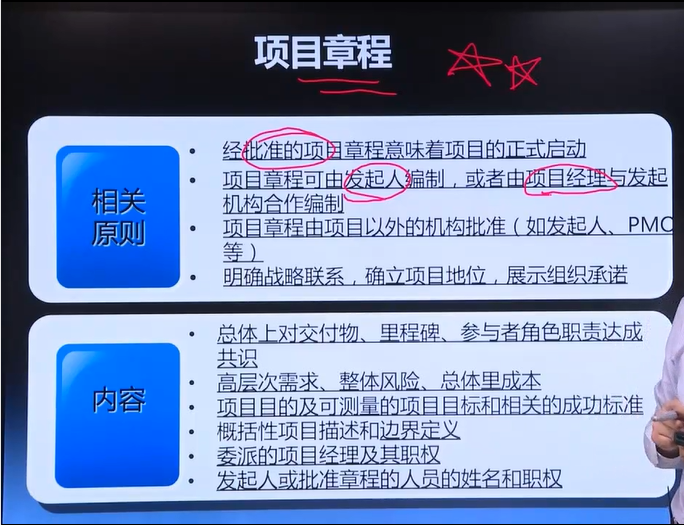 项目章程
相关
原则
经批准的项目章程意味着项目的正式启动
项目章程可由发起人编制，或者由项目经理与发起
机构合作编制
项目章程由项目以外的机构批准（如发起人、PMO
等）
明确战略联系，确立项目地位，展示组织承诺
内容
总体上对交付物、里程碑、参与者角色职责达成
共识
高层次需求、整体风险、总体里成本
项目目的及可测量的项目目标和相关的成功标准
概括性项目描述和边界定义
委派的项目经理及其职权
发起人或批准章程的人员的姓名和职权